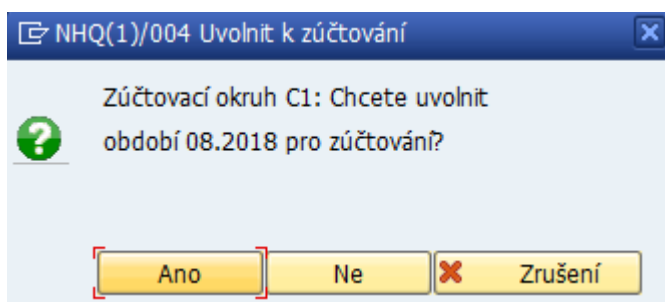 NHQ(1)/004 Uvolnit k zúčtování
Zúčtovací okruh C1: Chcete uvolnit
období 08.2018 pro zúčtování?
Ano
Ne
Zrušení